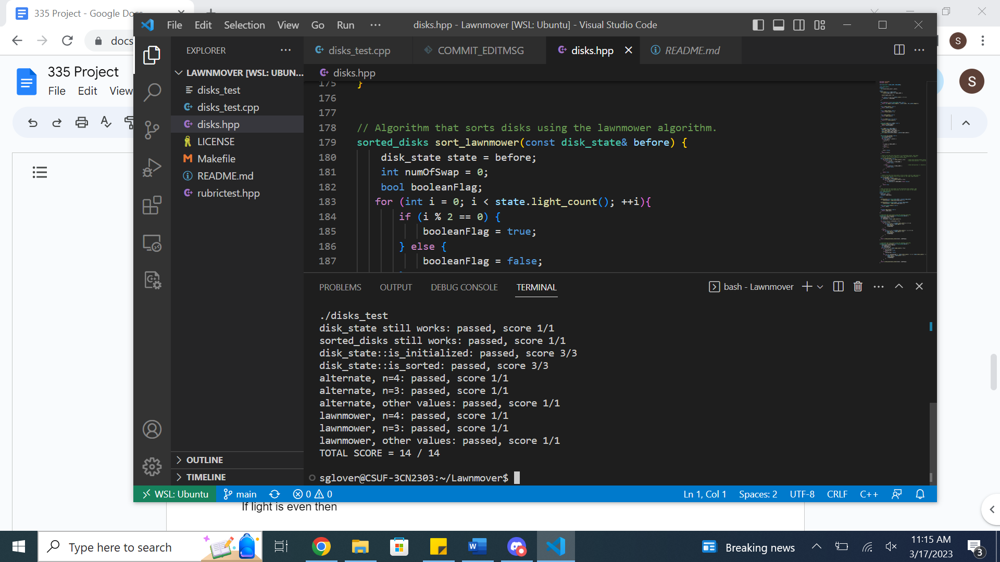 335 Project - Google Docs
docs
335 Project
File Edit View
File Edit Selection View Go Run ···
disks.hpp - Lawnmover [WSL: Ubuntu] - Visual Studio Code
EXPLORER
LAWNMOVER [WSL: UBUN...
disks_test
disks_test.cpp
disks.hpp
LICENSE
Makefile
README.md
rubrictest.hpp
OUTLINE
TIMELINE
disks_test.cpp COMMIT_EDITMSG disks.hpp README.md
disks.hpp
175 }
176
177
178 // Algorithm that sorts disks using the lawnmower algorithm.
179 sorted_disks sort_lawnmower(const disk_state& before) {
180 disk_state state = before;
181 int numOfSwap = 0;
182 bool booleanFlag;
183 for (int i = 0; i < state.light_count(); ++i){
184 if (i % 2 == 0) {
185 booleanFlag = true;
186 } else {
187 booleanFlag = false;
PROBLEMS OUTPUT DEBUG CONSOLE TERMINAL
bash - Lawnmover
./disks_test
disk_state still works: passed, score 1/1
sorted_disks still works: passed, score 1/1
disk_state::is_initialized: passed, score 3/3
disk_state::is_sorted: passed, score 3/3
alternate, n=4: passed, score 1/1
alternate, n=3: passed, score 1/1
alternate, other values: passed, score 1/1
lawnmower, n=4: passed, score 1/1
lawnmower, n=3: passed, score 1/1
lawnmower, other values: passed, score 1/1
TOTAL SCORE = 14 / 14
sglover@CSUF-3CN2303:~/Lawnmover$
WSL: Ubuntu main 0 0 Ln 1, Col 1 Spaces: 2 UTF-8 CRLF C++
S
S
If light is even then
Type here to search
Breaking news
11:15 AM
3/17/2023
3